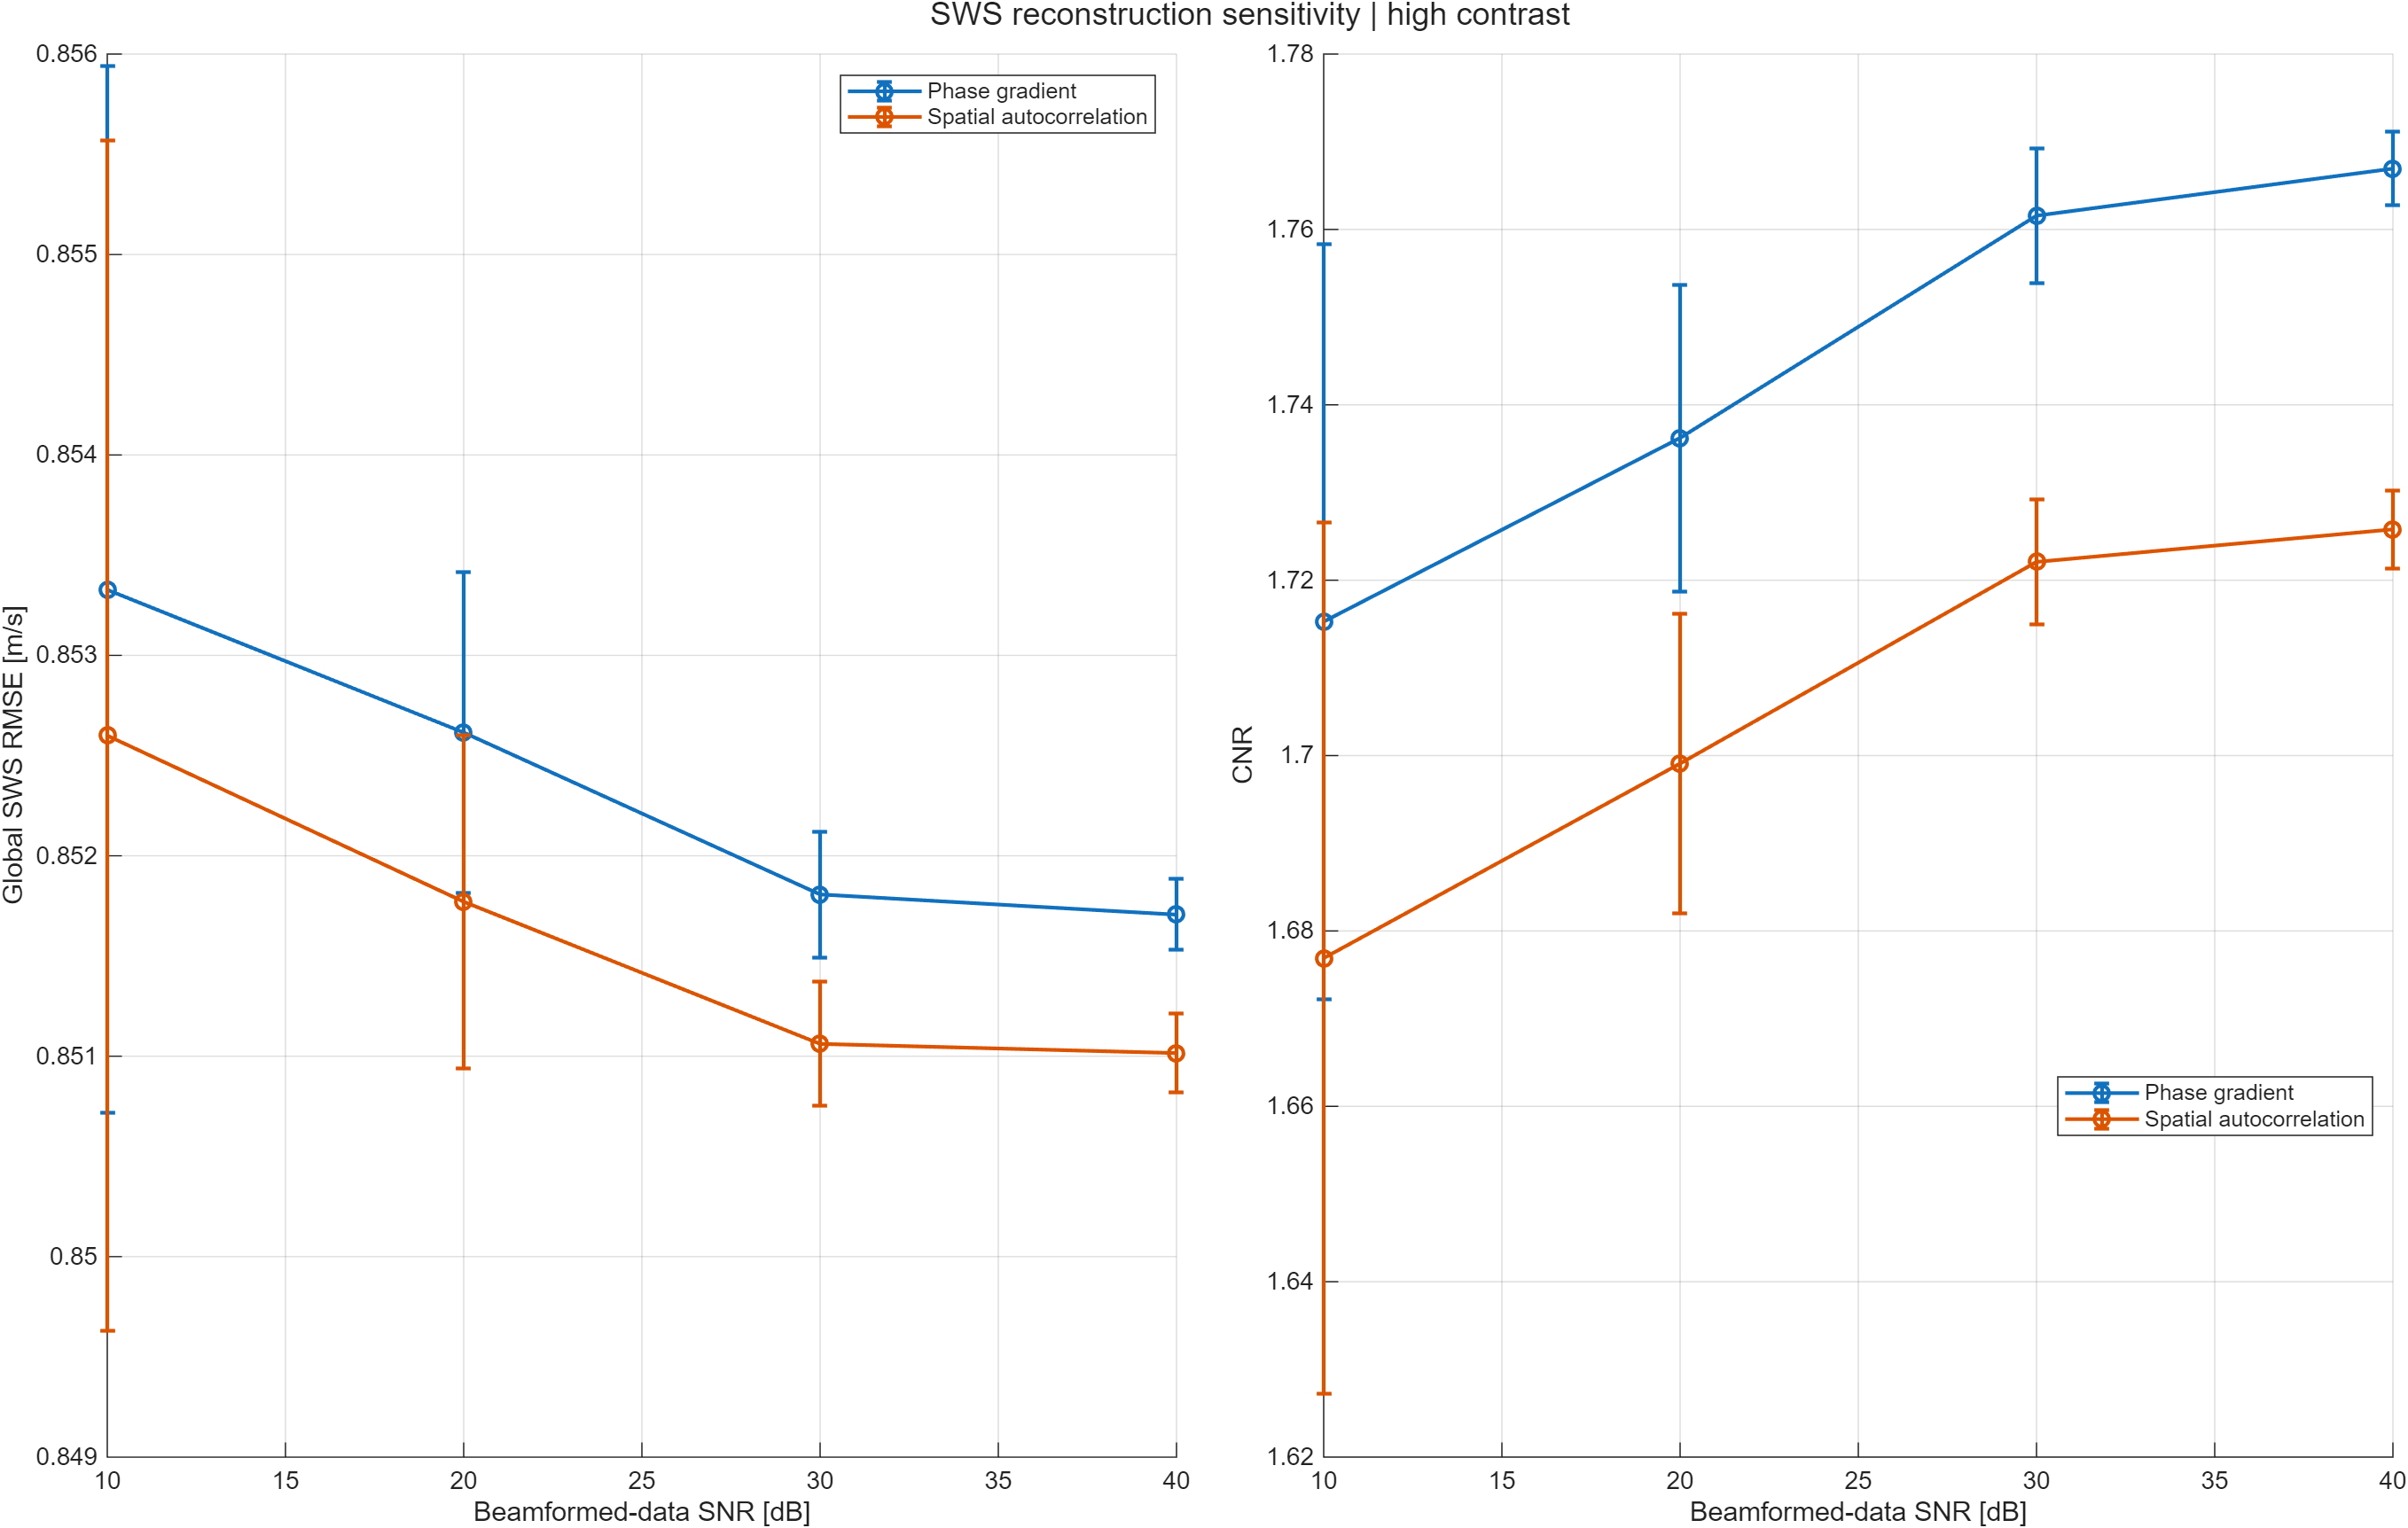 SWS reconstruction sensitivity | high contrast
0.856
0.855
0.854
0.853
0.852
0.851
0.85
0.849
Global SWS RMSE [m/s]
10 15 20 25 30 35 40
Beamformed-data SNR [dB]
Phase gradient
Spatial autocorrelation
1.78
1.76
1.74
1.72
1.7
1.68
1.66
1.64
1.62
CNR
10 15 20 25 30 35 40
Beamformed-data SNR [dB]
Phase gradient
Spatial autocorrelation